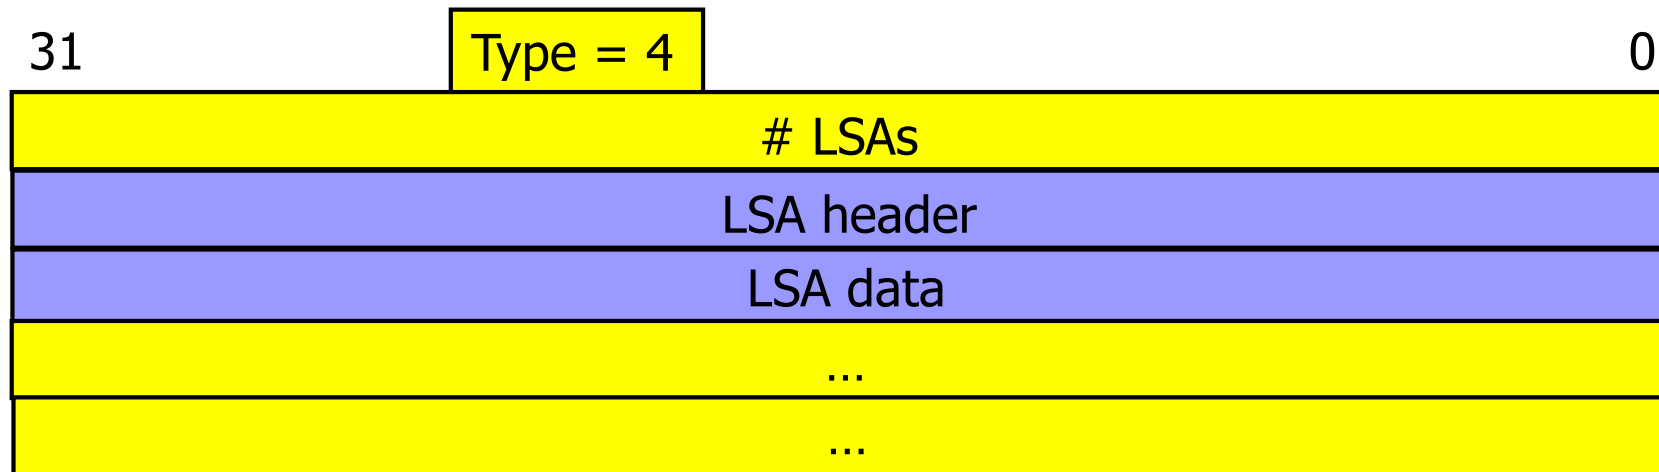 31 Type = 4 0
# LSAs
LSA header
LSA data
...
...